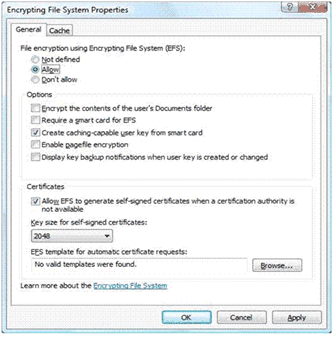 Encrypting File System Properties
General
Cache
File encryption using Encrypting File System (EFS):
Not defined
Allow
Don't allow
Options
Encrypt the contents of the user's Documents folder
Require a smart card for EFS
Create caching-capable user key from smart card
Enable pagefile encryption
Display key backup notifications when user key is created or changed
Certificates
Allow EFS to generate self-signed certificates when a certification authority is
not available
Key size for self-signed certificates:
2048
EFS template for automatic certificate requests:
No valid templates were found.
Browse...
Learn more about the Encrypting File System
OK
Cancel
Apply